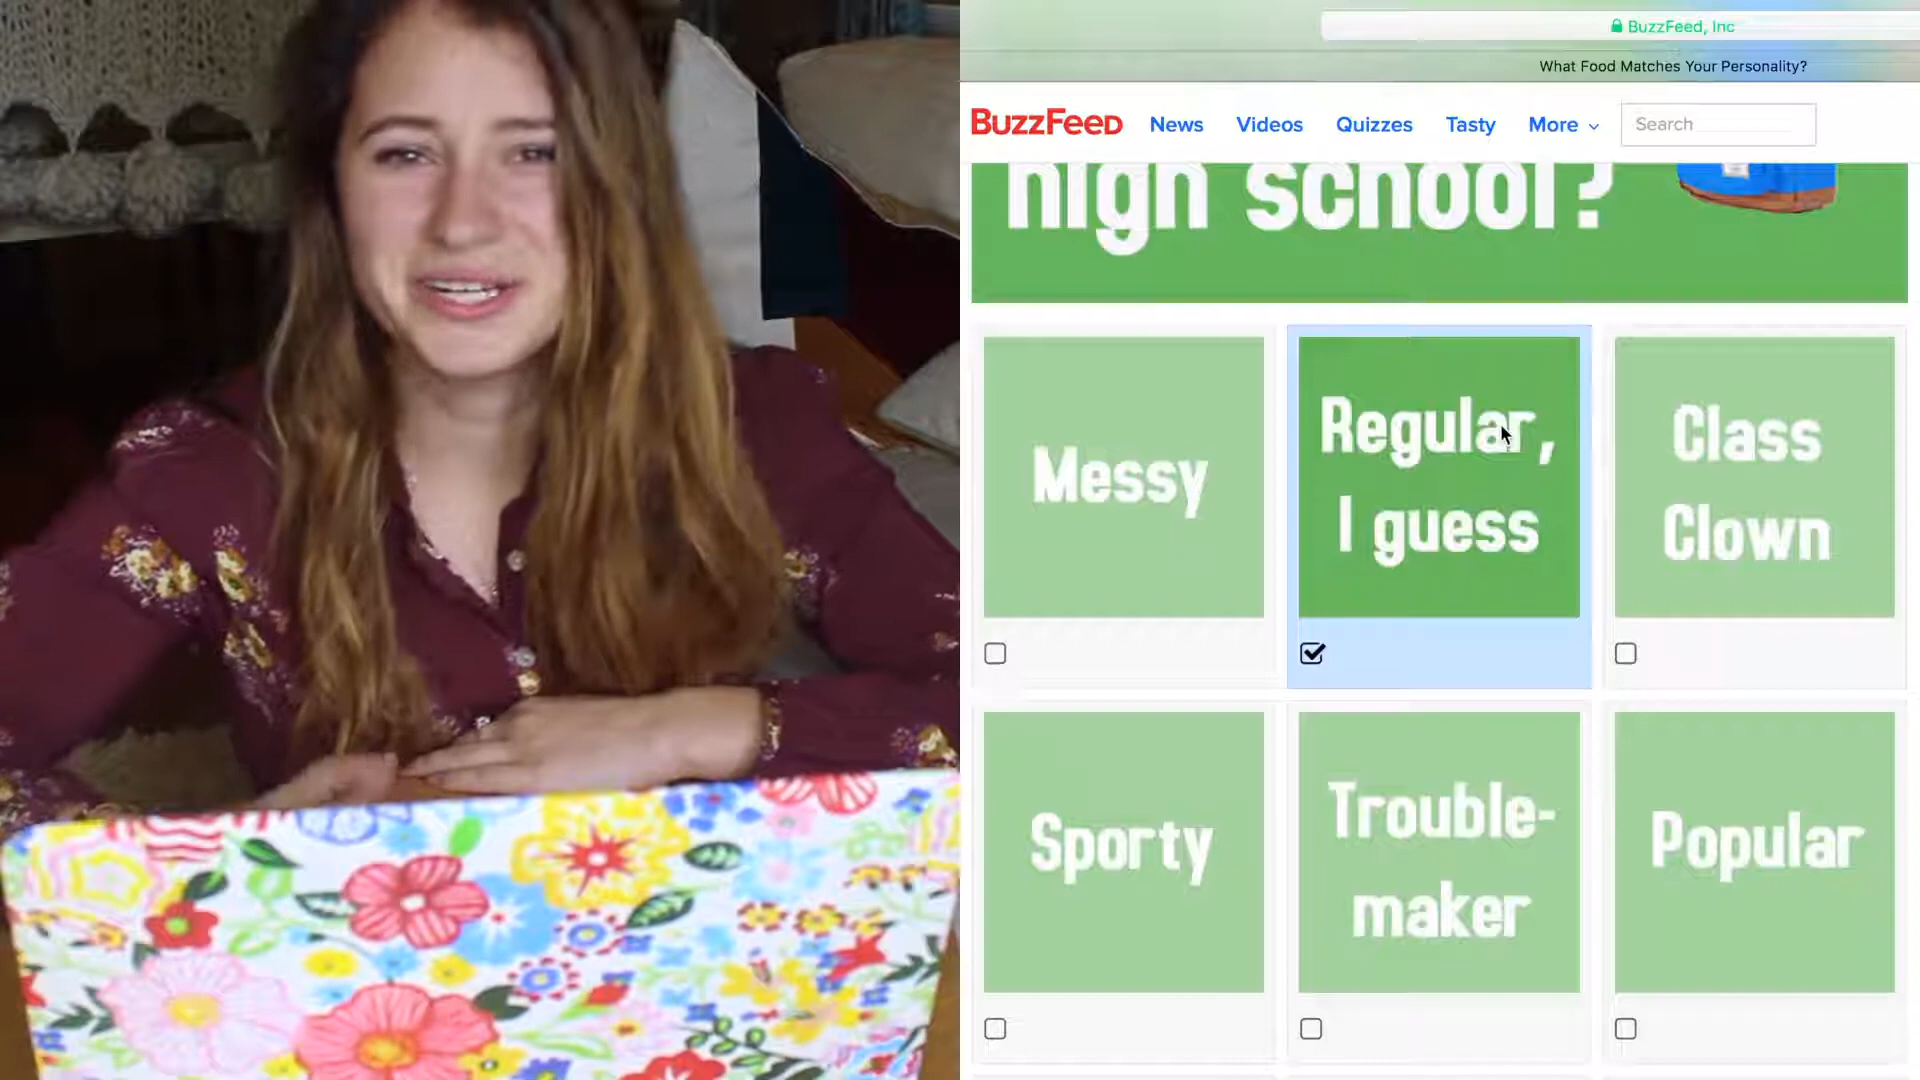 BuzzFeed, Inc
What Food Matches Your Personality?
BuzzFeed News Videos Quizzes Tasty More Search
high school?
Messy
Regular,
I guess
Class
Clown
Sporty
Trouble-
maker
Popular